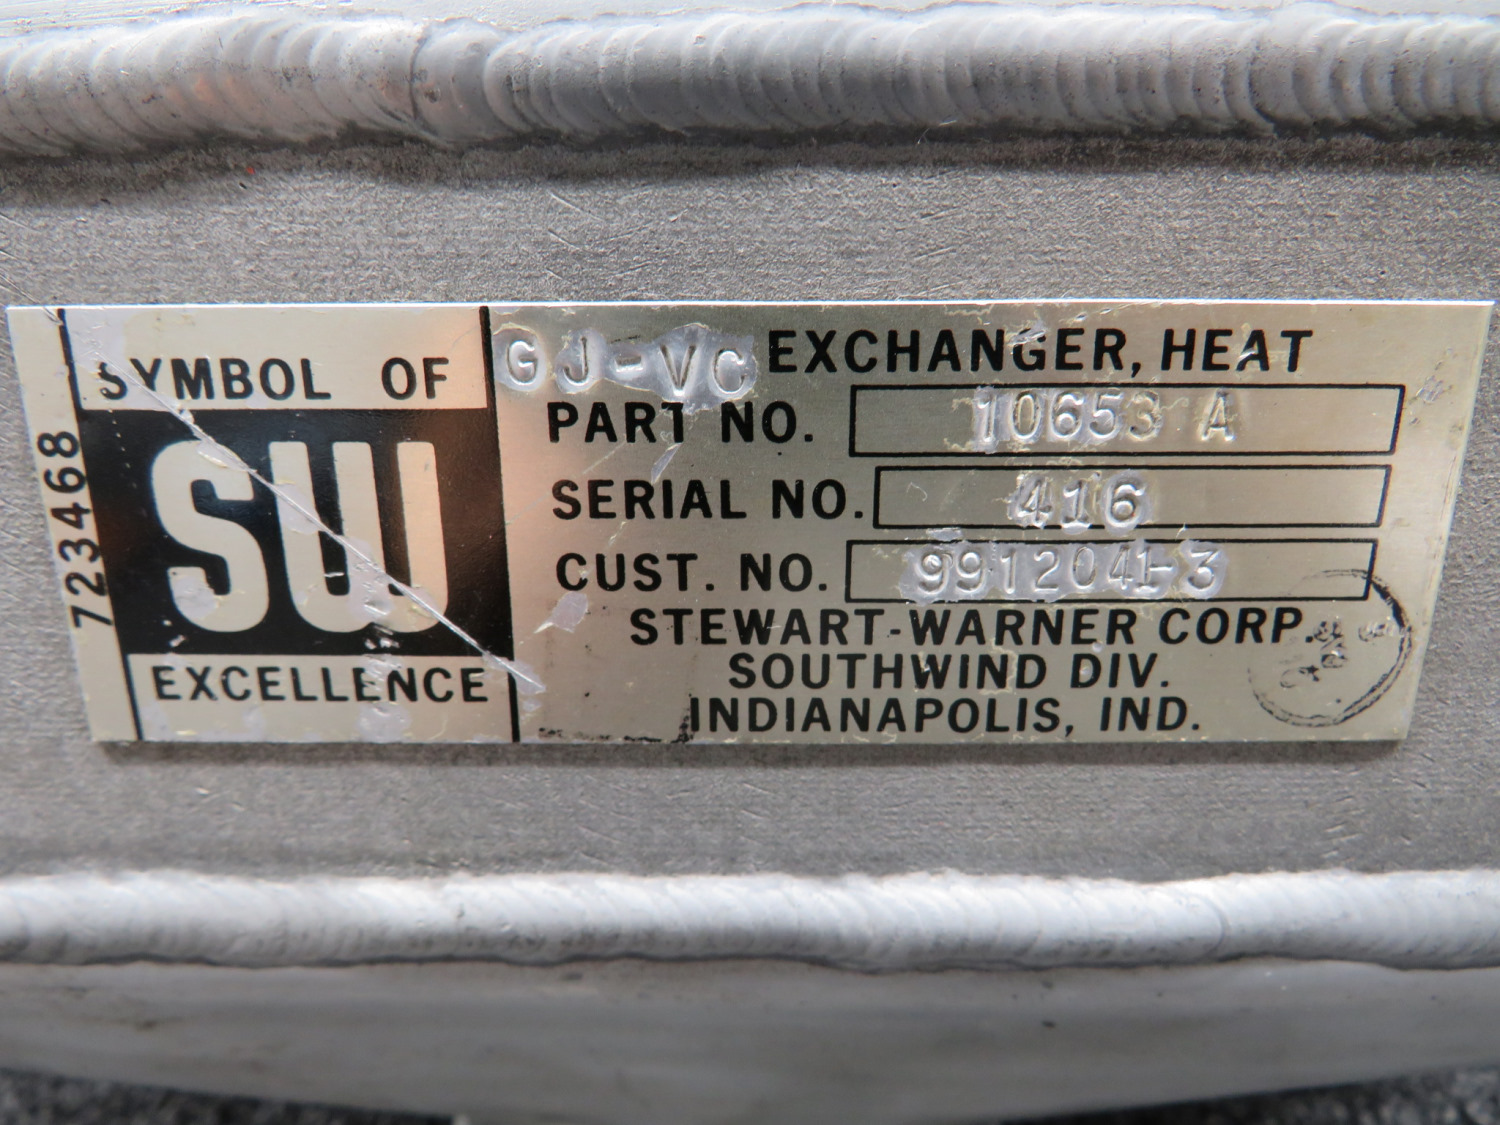 723468
SYMBOL OF
SW
EXCELLENCE
GJ-VC EXCHANGER, HEAT
PART NO. 10653 A
SERIAL NO. 416
CUST. NO. 9912041-3
STEWART-WARNER CORP.
SOUTHWIND DIV.
INDIANAPOLIS, IND.